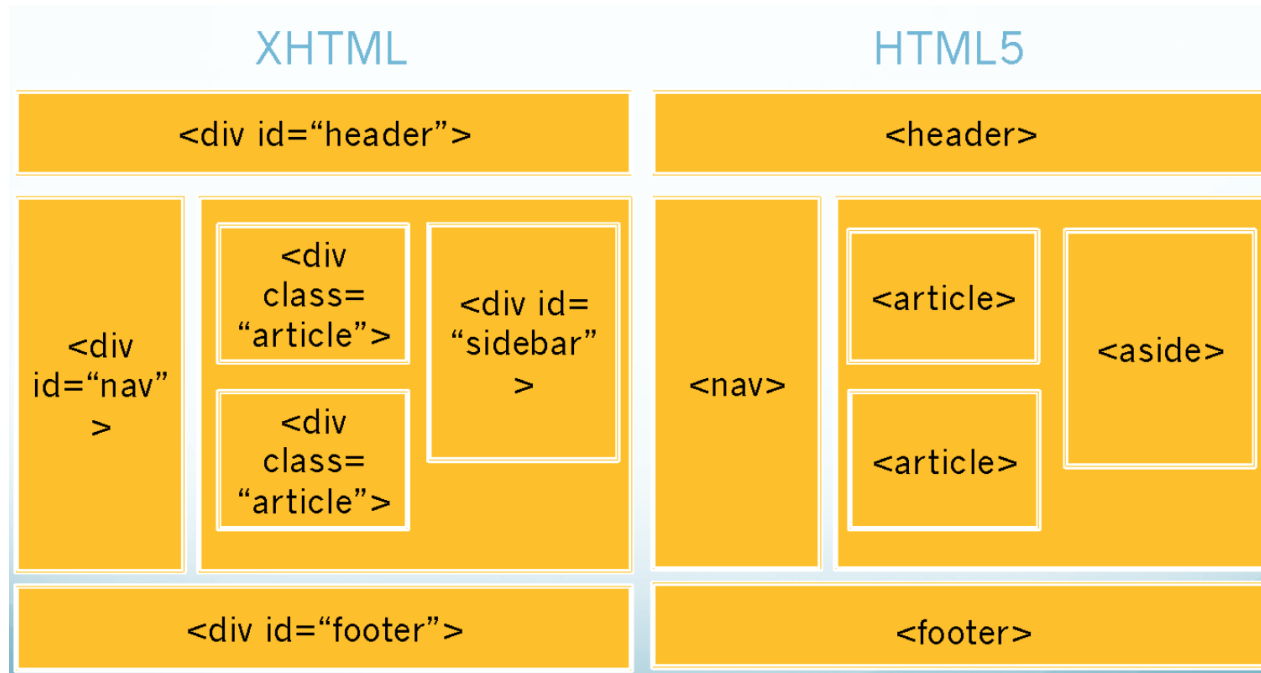 XHTML
<div id=“header”>
<div
id=“nav”
>
<div
class=
“article”>
<div
class=
“article”>
<div id=
“sidebar”
>
<div id=“footer”>
HTML5
<header>
<nav>
<article>
<article>
<aside>
<footer>